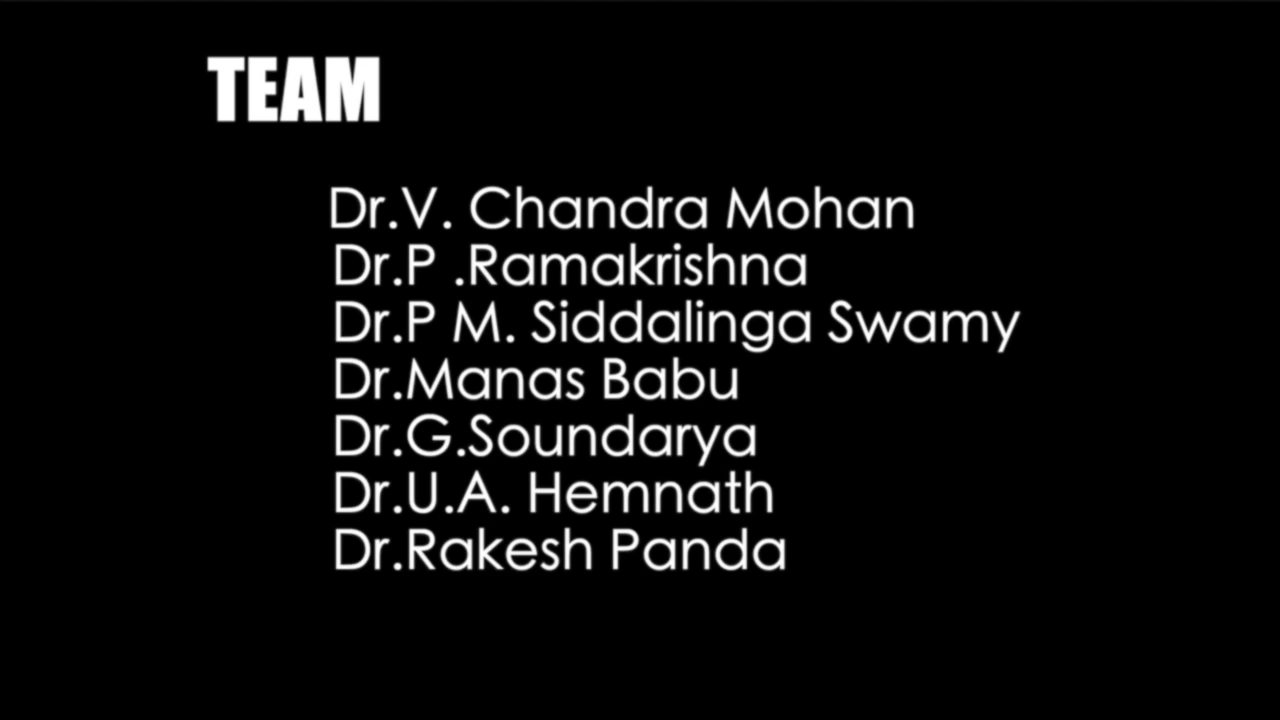 TEAM
Dr.V. Chandra Mohan
Dr.P .Ramakrishna
Dr.P M. Siddalinga Swamy
Dr.Manas Babu
Dr.G.Soundarya
Dr.U.A. Hemnath
Dr.Rakesh Panda